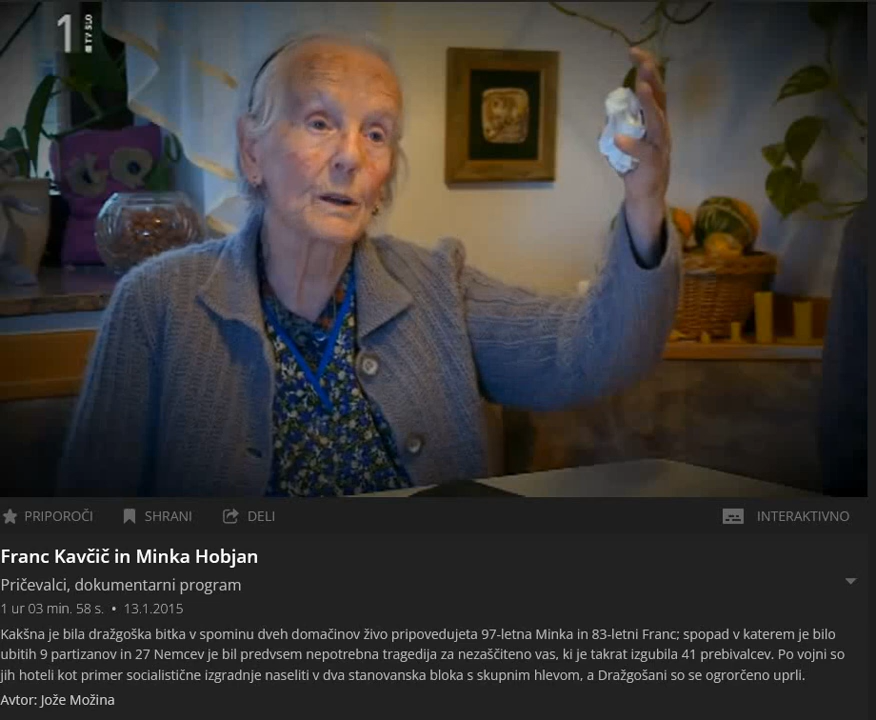 1
TV SLO
PRIPOROČI SHRANI DELI INTERAKTIVNO
Franc Kavčič in Minka Hobjan
Pričevalci, dokumentarni program
1 ur 03 min. 58 s. • 13.1.2015
Kakšna je bila dražgoška bitka v spominu dveh domačinov živo pripovedujeta 97-letna Minka in 83-letni Franc; spopad v katerem je bilo
ubitih 9 partizanov in 27 Nemcev je bil predvsem nepotrebna tragedija za nezaščiteno vas, ki je takrat izgubila 41 prebivalcev. Po vojni so
jih hoteli kot primer socialistične izgradnje naseliti v dva stanovanska bloka s skupnim hlevom, a Dražgošani so se ogrorčeno uprli.
Avtor: Jože Možina